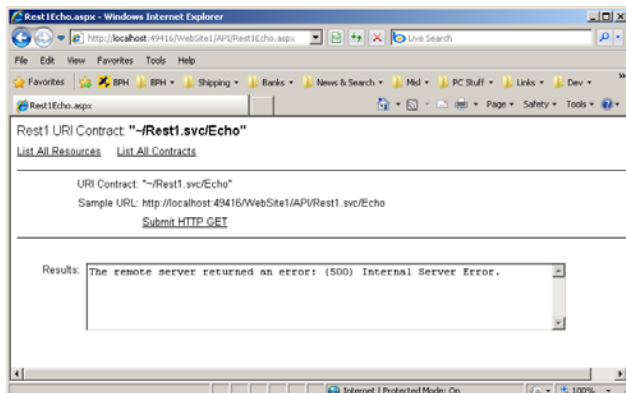 Rest1Echo.aspx - Windows Internet Explorer
http://localhost:49416/WebSite1/API/Rest1Echo.aspx
Live Search
File Edit View Favorites Tools Help
Favorites BPH BPH Shipping Banks News & Search Misl PC Stuff Links Dev »
Rest1Echo.aspx Page Safety Tools
Rest1 URI Contract: "~/Rest1.svc/Echo"
List All Resources List All Contracts
URI Contract: "~/Rest1.svc/Echo"
Sample URL: http://localhost:49416/WebSite1/API/Rest1.svc/Echo
Submit HTTP GET
Results: The remote server returned an error: (500) Internal Server Error.
Internet | Protected Mode: On 100%